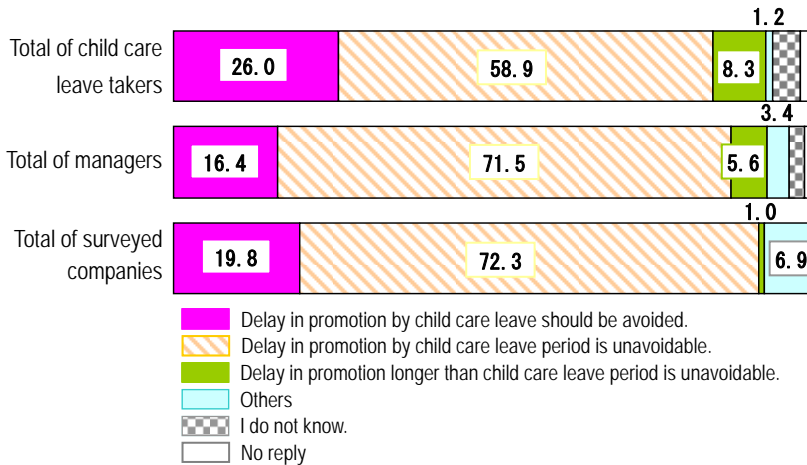 1.2
Total of child care
leave takers
26.0
58.9
8.3
3.4
Total of managers
16.4
71.5
5.6
1.0
Total of surveyed
companies
19.8
72.3
6.9
Delay in promotion by child care leave should be avoided.
Delay in promotion by child care leave period is unavoidable.
Delay in promotion longer than child care leave period is unavoidable.
Others
I do not know.
No reply